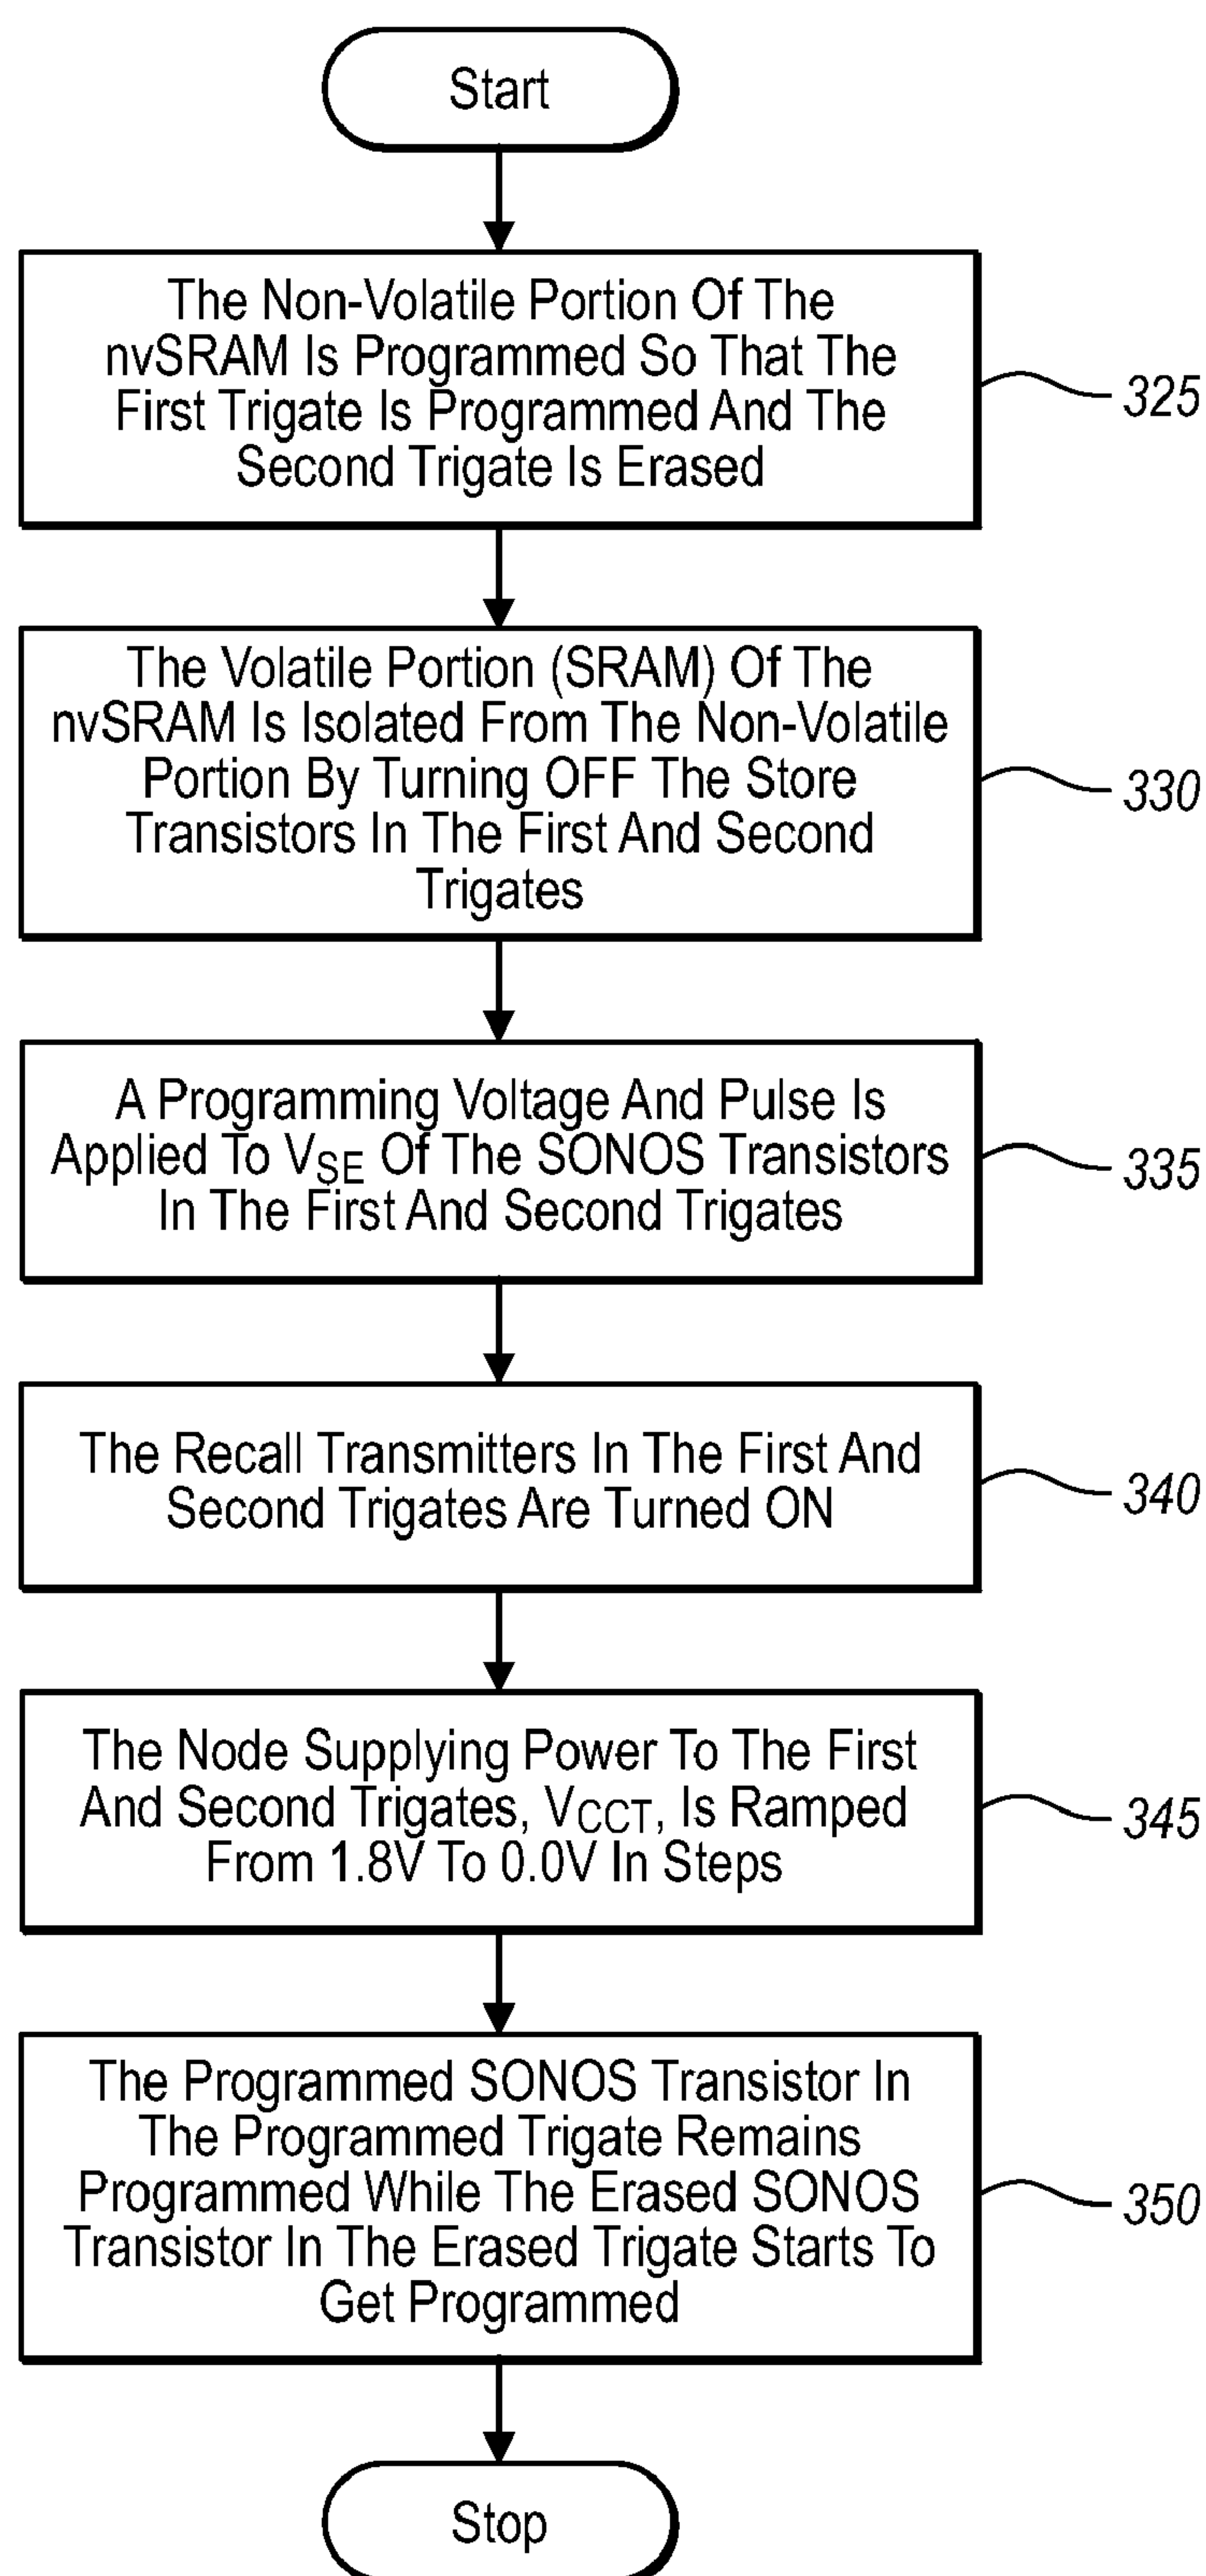 Start
The Non-Volatile Portion Of The
nvSRAM Is Programmed So That The
First Trigate Is Programmed And The
Second Trigate Is Erased
325
The Volatile Portion (SRAM) Of The
nvSRAM Is Isolated From The Non-Volatile
Portion By Turning OFF The Store
Transistors In The First And Second
Trigates
330
A Programming Voltage And Pulse Is
Applied To VSE Of The SONOS Transistors
In The First And Second Trigates
335
The Recall Transmitters In The First And
Second Trigates Are Turned ON
340
The Node Supplying Power To The First
And Second Trigates, VCCT, Is Ramped
From 1.8V To 0.0V In Steps
345
The Programmed SONOS Transistor In
The Programmed Trigate Remains
Programmed While The Erased SONOS
Transistor In The Erased Trigate Starts To
Get Programmed
350
Stop